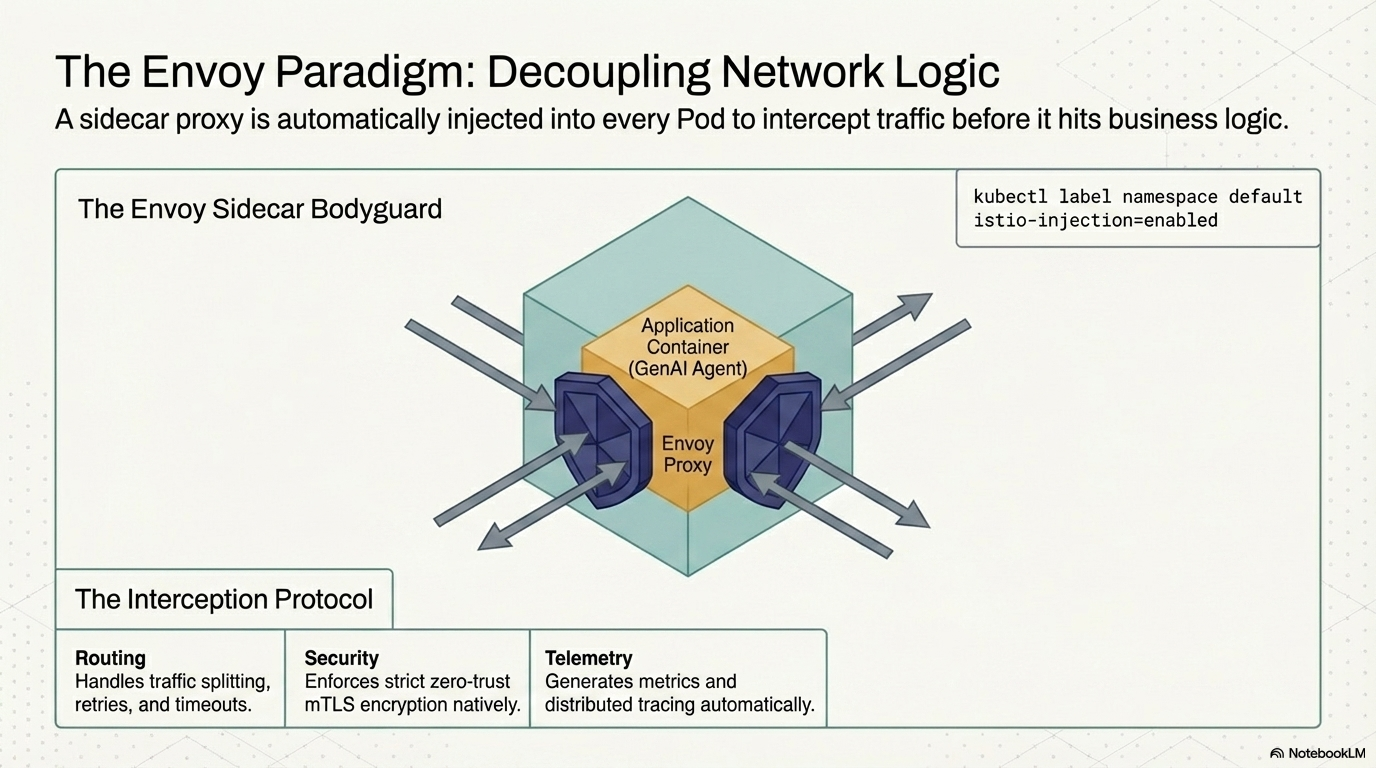 The Envoy Paradigm: Decoupling Network Logic
A sidecar proxy is automatically injected into every Pod to intercept traffic before it hits business logic.
The Envoy Sidecar Bodyguard
kubectl label namespace default
istio-injection=enabled
Application
Container
(GenAI Agent)
Envoy
Proxy
The Interception Protocol
Routing
Handles traffic splitting,
retries, and timeouts.
Security
Enforces strict zero-trust
mTLS encryption natively.
Telemetry
Generates metrics and
distributed tracing automatically.
NotebookLM